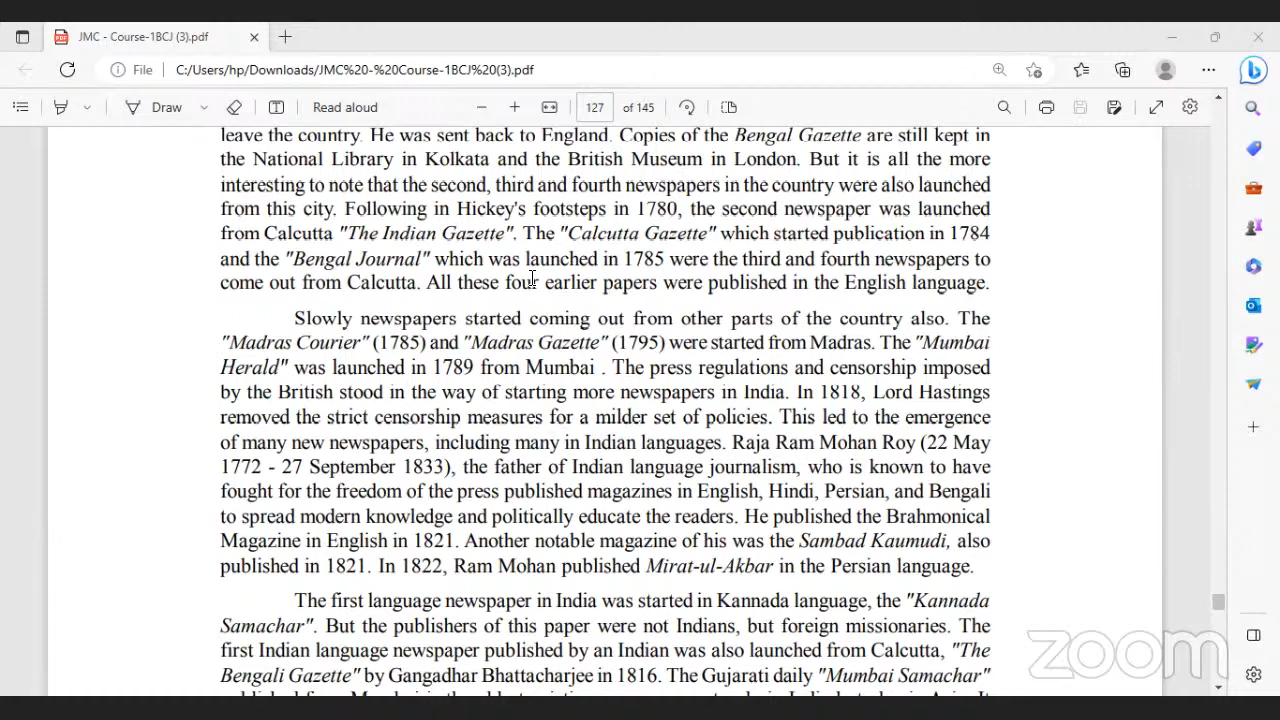 JMC - Course-1BCJ (3).pdf
File C:/Users/hp/Downloads/JMC%20-%20Course-1BCJ%20(3).pdf
Draw Read aloud 127 of 145
leave the country. He was sent back to England. Copies of the Bengal Gazette are still kept in
the National Library in Kolkata and the British Museum in London. But it is all the more
interesting to note that the second, third and fourth newspapers in the country were also launched
from this city. Following in Hickey's footsteps in 1780, the second newspaper was launched
from Calcutta "The Indian Gazette". The "Calcutta Gazette" which started publication in 1784
and the "Bengal Journal" which was launched in 1785 were the third and fourth newspapers to
come out from Calcutta. All these four earlier papers were published in the English language.
Slowly newspapers started coming out from other parts of the country also. The
"Madras Courier" (1785) and "Madras Gazette" (1795) were started from Madras. The "Mumbai
Herald" was launched in 1789 from Mumbai . The press regulations and censorship imposed
by the British stood in the way of starting more newspapers in India. In 1818, Lord Hastings
removed the strict censorship measures for a milder set of policies. This led to the emergence
of many new newspapers, including many in Indian languages. Raja Ram Mohan Roy (22 May
1772 - 27 September 1833), the father of Indian language journalism, who is known to have
fought for the freedom of the press published magazines in English, Hindi, Persian, and Bengali
to spread modern knowledge and politically educate the readers. He published the Brahmonical
Magazine in English in 1821. Another notable magazine of his was the Sambad Kaumudi, also
published in 1821. In 1822, Ram Mohan published Mirat-ul-Akbar in the Persian language.
The first language newspaper in India was started in Kannada language, the "Kannada
Samachar". But the publishers of this paper were not Indians, but foreign missionaries. The
first Indian language newspaper published by an Indian was also launched from Calcutta, "The
Bengali Gazette" by Gangadhar Bhattacharjee in 1816. The Gujarati daily "Mumbai Samachar"
zoom